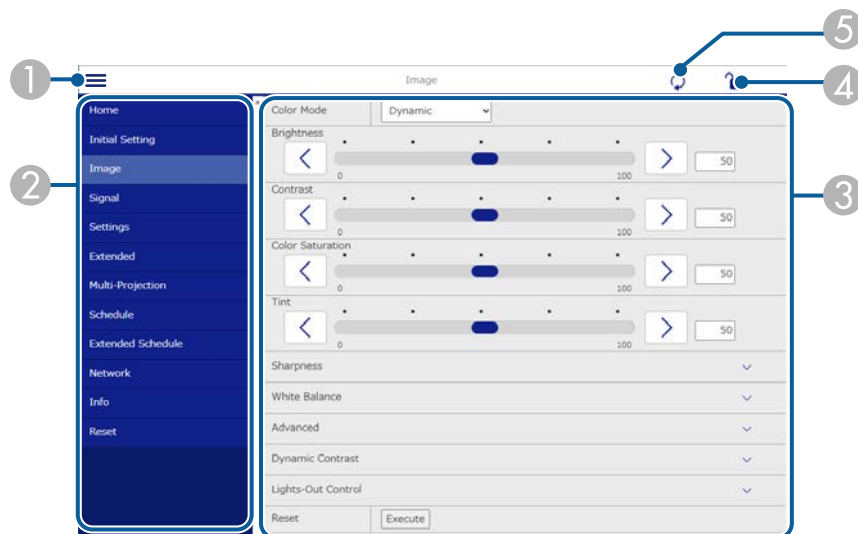 5
1
Image
4
Home
Initial Setting
Image
Signal
Settings
Extended
Multi-Projection
Schedule
Extended Schedule
Network
Info
Reset
2
Color Mode
Dynamic
Brightness
0
100
50
Contrast
0
100
50
Color Saturation
0
100
50
Tint
0
100
50
Sharpness
White Balance
Advanced
Dynamic Contrast
Lights-Out Control
Reset
Execute
3